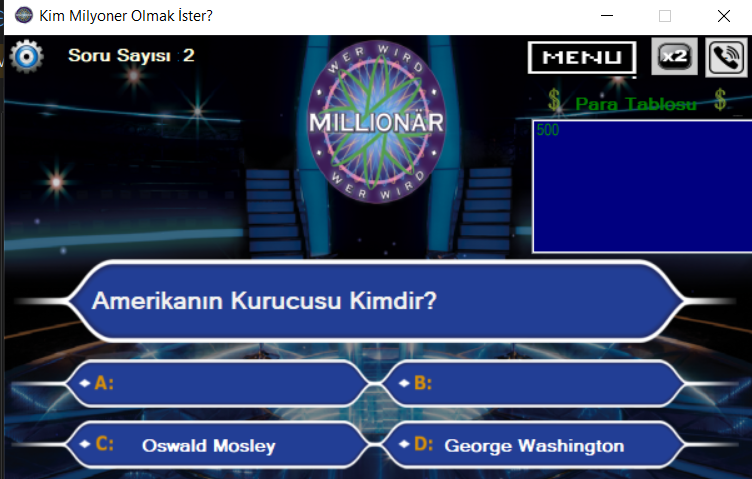 Kim Milyoner Olmak İster?
Soru Sayısı : 2
MENU
x2
WER WIRD
MILLIONÄR
WER WIRD
$ Para Tablosu $
500
Amerikanın Kurucusu Kimdir?
A:
B:
C: Oswald Mosley
D: George Washington